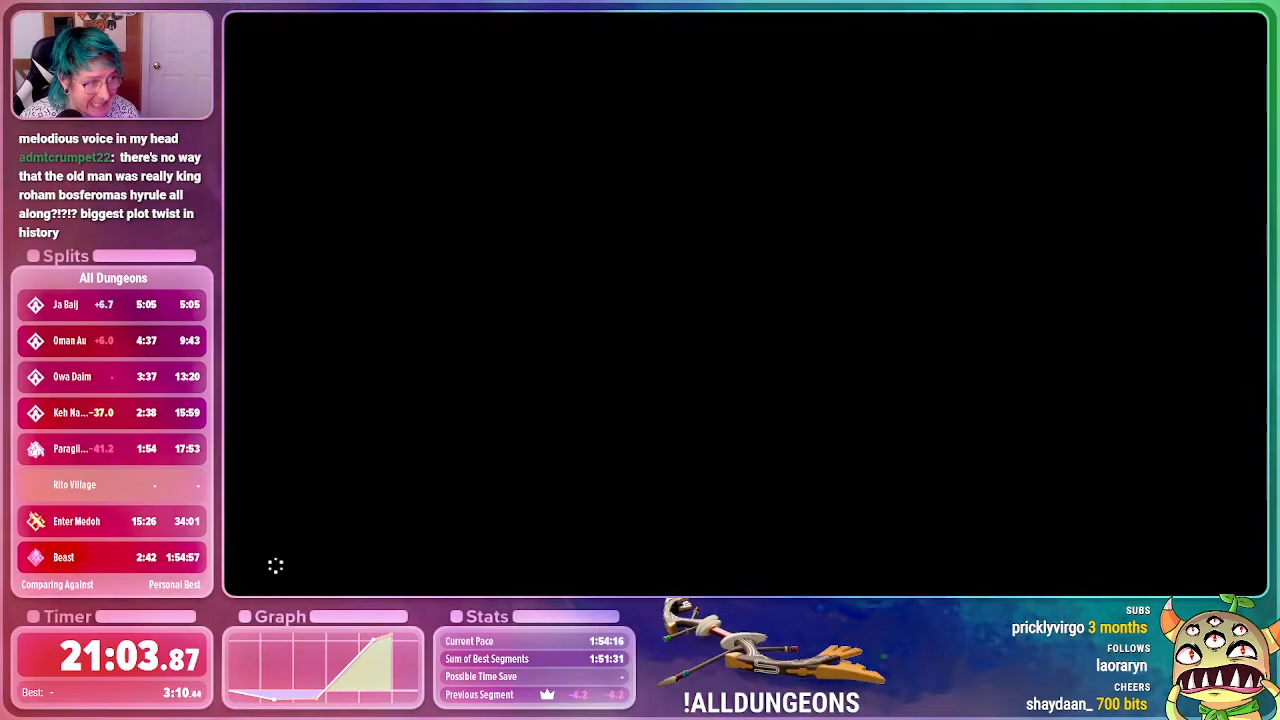 melodious voice in my head
admtcrumpet22: there's no way
that the old man was really king
roham bosferomas hyrule all
along?!?!? biggest plot twist in
history
Splits
All Dungeons
Ja Baij +6.7 5:05 5:05
Oman Au +6.0 4:37 9:43
Owa Daim - 3:37 13:20
Keh Na...-37.0 2:38 15:59
Paragli...-41.2 1:54 17:53
Rito Village - -
Enter Medoh 15:26 34:01
Beast 2:42 1:54:57
Comparing Against Personal Best
Timer
21:03.87
Best: - 3:10.44
Graph
Stats
Current Pace 1:54:16
Sum of Best Segments 1:51:31
Possible Time Save -
Previous Segment -4.2 -4.2
!ALLDUNGEONS
SUBS
pricklyvirgo 3 months
FOLLOWS
laoraryn
CHEERS
shaydaan_ 700 bits